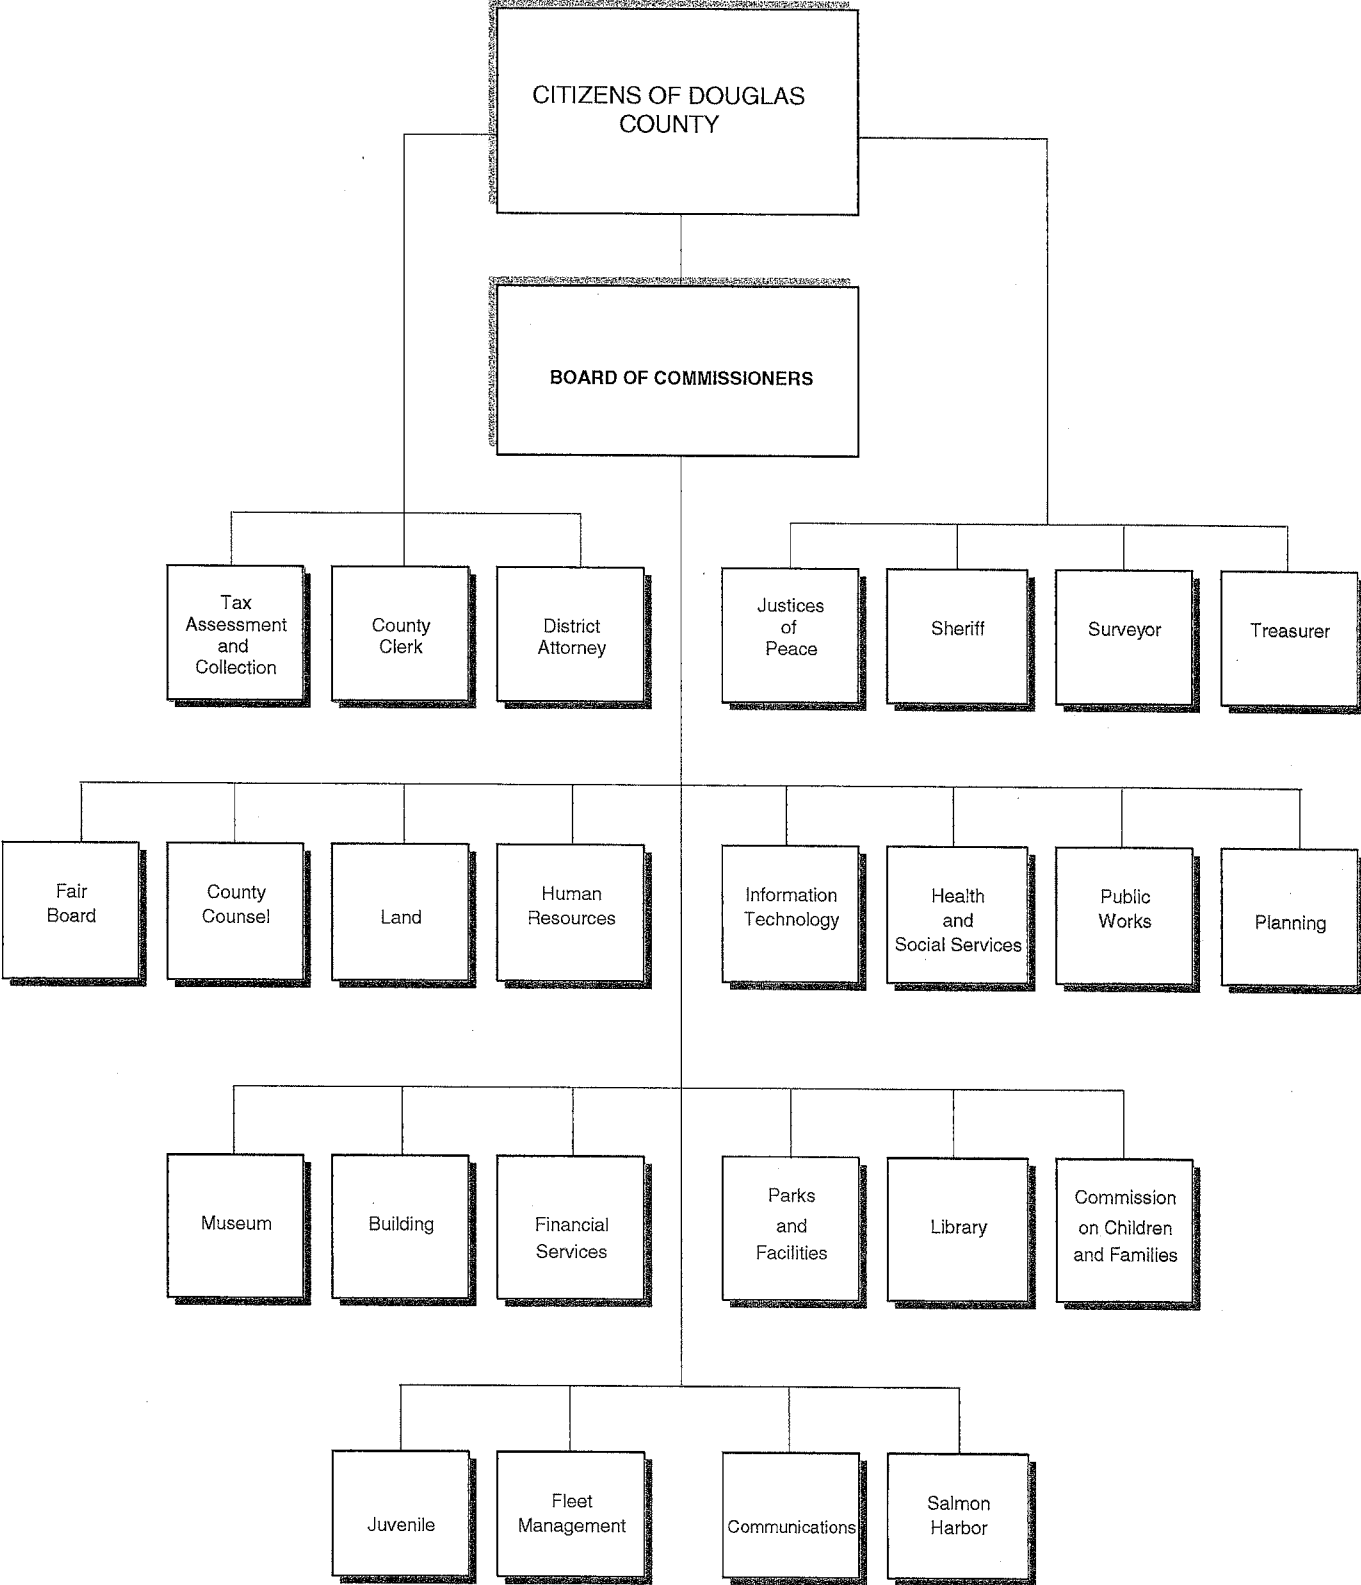 CITIZENS OF DOUGLAS
COUNTY
BOARD OF COMMISSIONERS
Tax
Assessment
and
Collection
County
Clerk
District
Attorney
Justices
of
Peace
Sheriff
Surveyor
Treasurer
Fair
Board
County
Counsel
Land
Human
Resources
Information
Technology
Health
and
Social Services
Public
Works
Planning
Museum
Building
Financial
Services
Parks
and
Facilities
Library
Commission
on Children
and Families
Juvenile
Fleet
Management
Communications
Salmon
Harbor